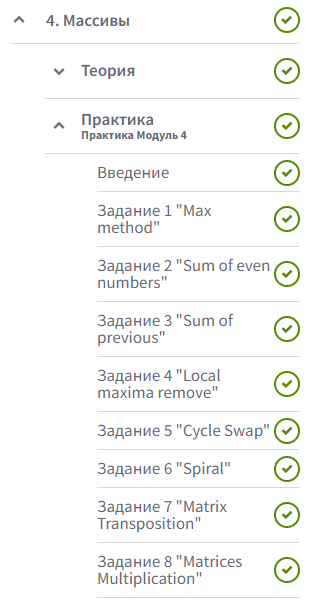 4. Массивы
Теория
Практика
Практика Модуль 4
Введение
Задание 1 "Max
method"
Задание 2 "Sum of even
numbers"
Задание 3 "Sum of
previous"
Задание 4 "Local
maxima remove"
Задание 5 "Cycle Swap"
Задание 6 "Spiral"
Задание 7 "Matrix
Transposition"
Задание 8 "Matrices
Multiplication"